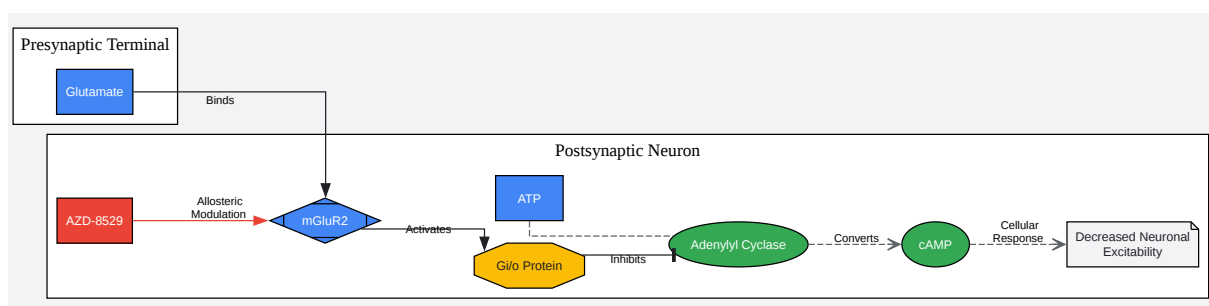 Presynaptic Terminal
Glutamate
Binds
Postsynaptic Neuron
AZD-8529
Allosteric
Modulation
mGluR2
Activates
ATP
Gi/o Protein
Inhibits
Adenylyl Cyclase
Converts
cAMP
Cellular
Response
Decreased Neuronal
Excitability